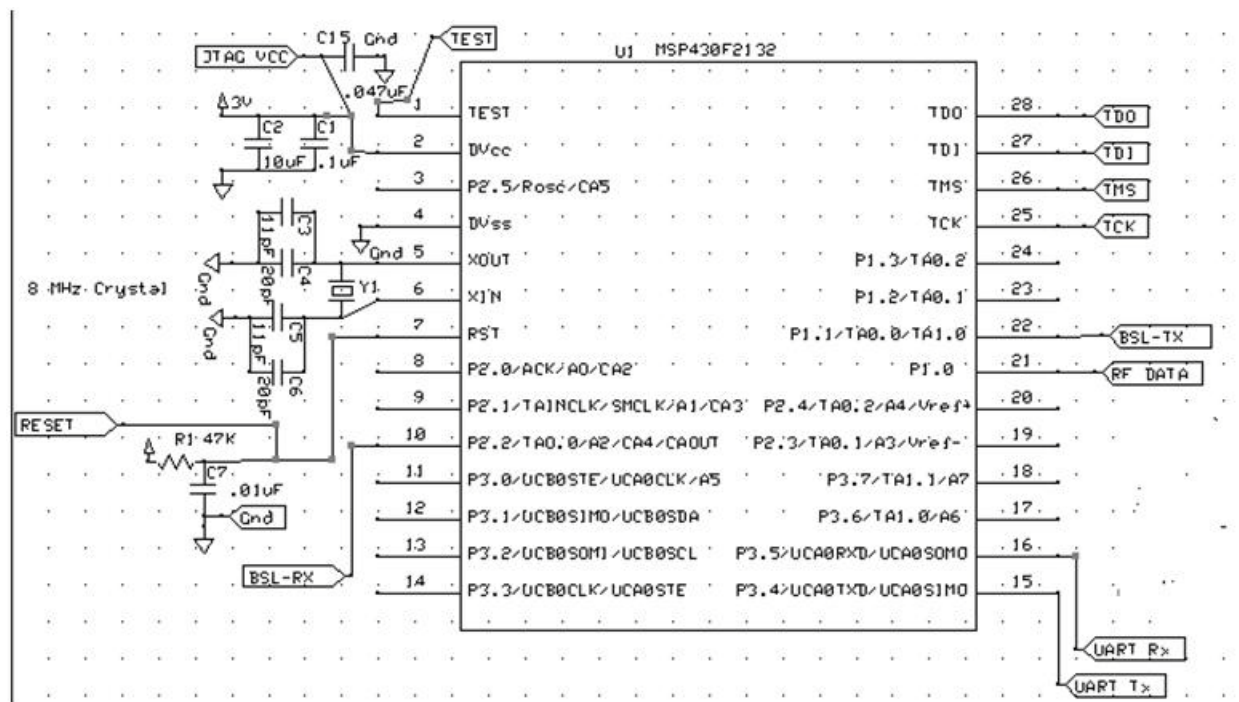 C15 Gnd
TEST
JTAG VCC
U1 MSP430F2132
.047uF
3V
C2 C1
10uF .1uF
1 TEST
2 DVcc
3 P2.5/Rosc/CA5
4 DVss
Gnd 5 XOUT
6 XIN
7 RST
8 P2.0/ACK/A0/CA2
9 P2.1/TAINCLK/SMCLK/A1/CA3
10 P2.2/TA0.0/A2/CA4/CAOUT
11 P3.0/UCB0STE/UCA0CLK/A5
12 P3.1/UCB0SIMO/UCB0SDA
13 P3.2/UCB0SOMI/UCB0SCL
14 P3.3/UCB0CLK/UCA0STE
TDO 28 TDO
TDI 27 TDI
TMS 26 TMS
TCK 25 TCK
P1.3/TA0.2 24
P1.2/TA0.1 23
P1.1/TA0.0/TA1.0 22 BSL-TX
P1.0 21 RF DATA
P2.4/TA0.2/A4/Vref+ 20
P2.3/TA0.1/A3/Vref- 19
P3.7/TA1.1/A7 18
P3.6/TA1.0/A6 17
P3.5/UCA0RXD/UCA0SOMO 16
P3.4/UCA0TXD/UCA0SIMO 15
C3
11pF
C4
20pF
Gnd
8 MHz Crystal
Y1
C5
11pF
Gnd
C6
20pF
RESET
R1 47K
C7
.01uF
Gnd
BSL-RX
UART Rx
UART Tx